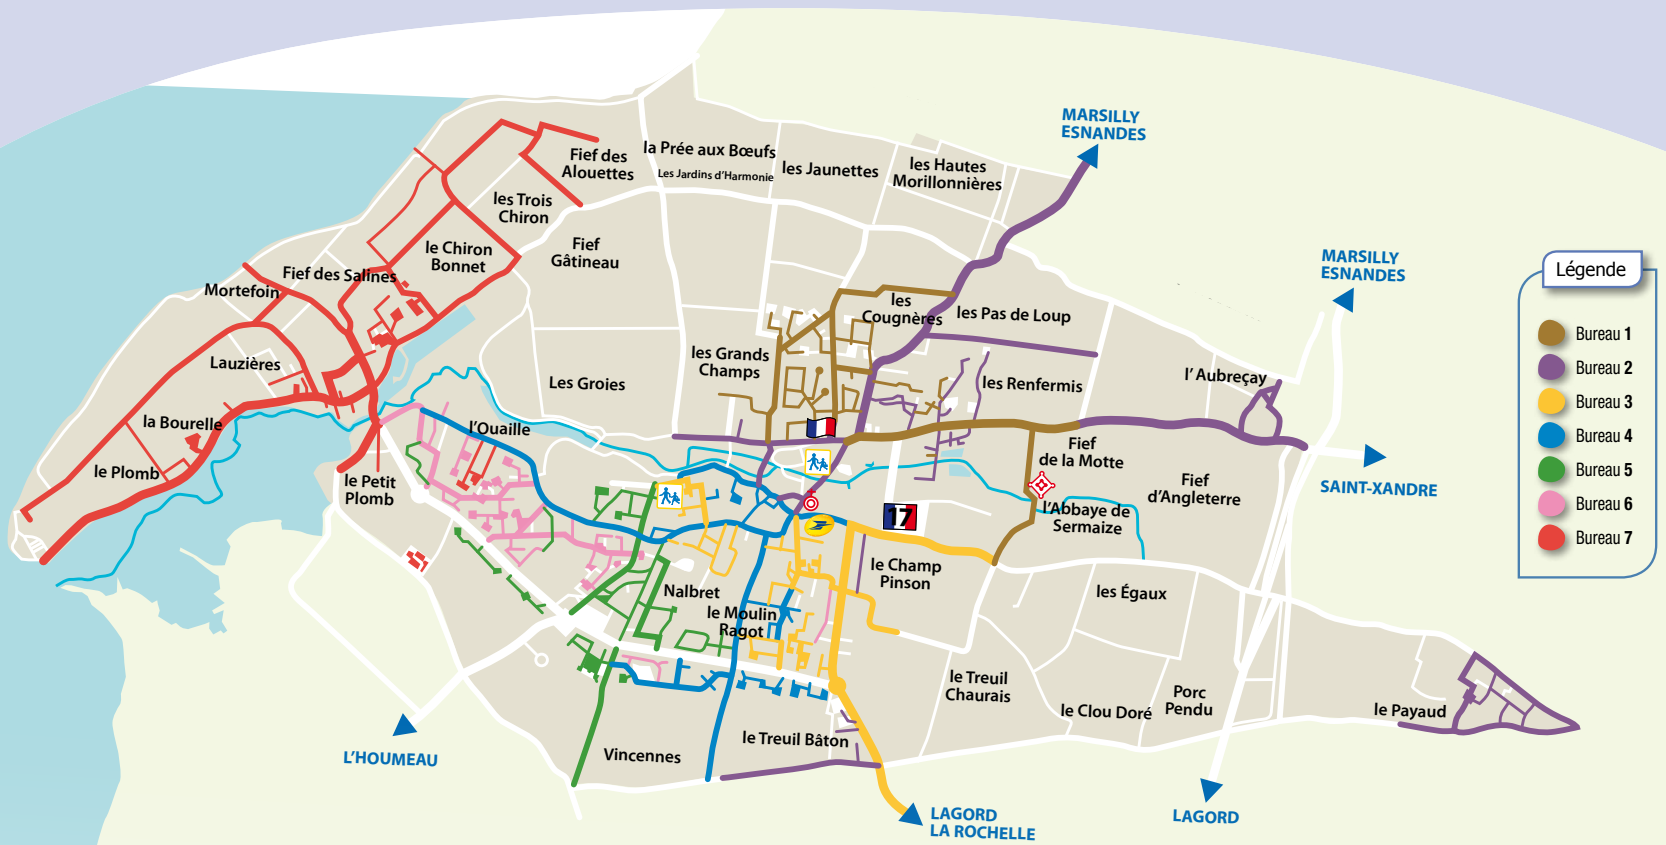 MARSILLY
ESNANDES
la Prée aux Bœufs
Les Jardins d'Harmonie
les Jaunettes
les Hautes
Morillonnières
Fief des
Alouettes
les Trois
Chiron
le Chiron
Bonnet
Fief
Gâtineau
Fief des Salines
Mortefoin
MARSILLY
ESNANDES
Légende
Bureau 1
Bureau 2
Bureau 3
Bureau 4
Bureau 5
Bureau 6
Bureau 7
les
Cougnères
les Pas de Loup
Lauzières
les Grands
Champs
Les Groies
les Renfermis
l' Aubreçay
la Bourelle
l'Ouaille
le Plomb
le Petit
Plomb
Fief
de la Motte
Fief
d'Angleterre
SAINT-XANDRE
17
l'Abbaye de
Sermaize
le Champ
Pinson
les Égaux
Nalbret
le Moulin
Ragot
le Treuil
Chaurais
le Clou Doré
Porc
Pendu
le Payaud
L'HOUMEAU
Vincennes
le Treuil Bâton
LAGORD
LA ROCHELLE
LAGORD